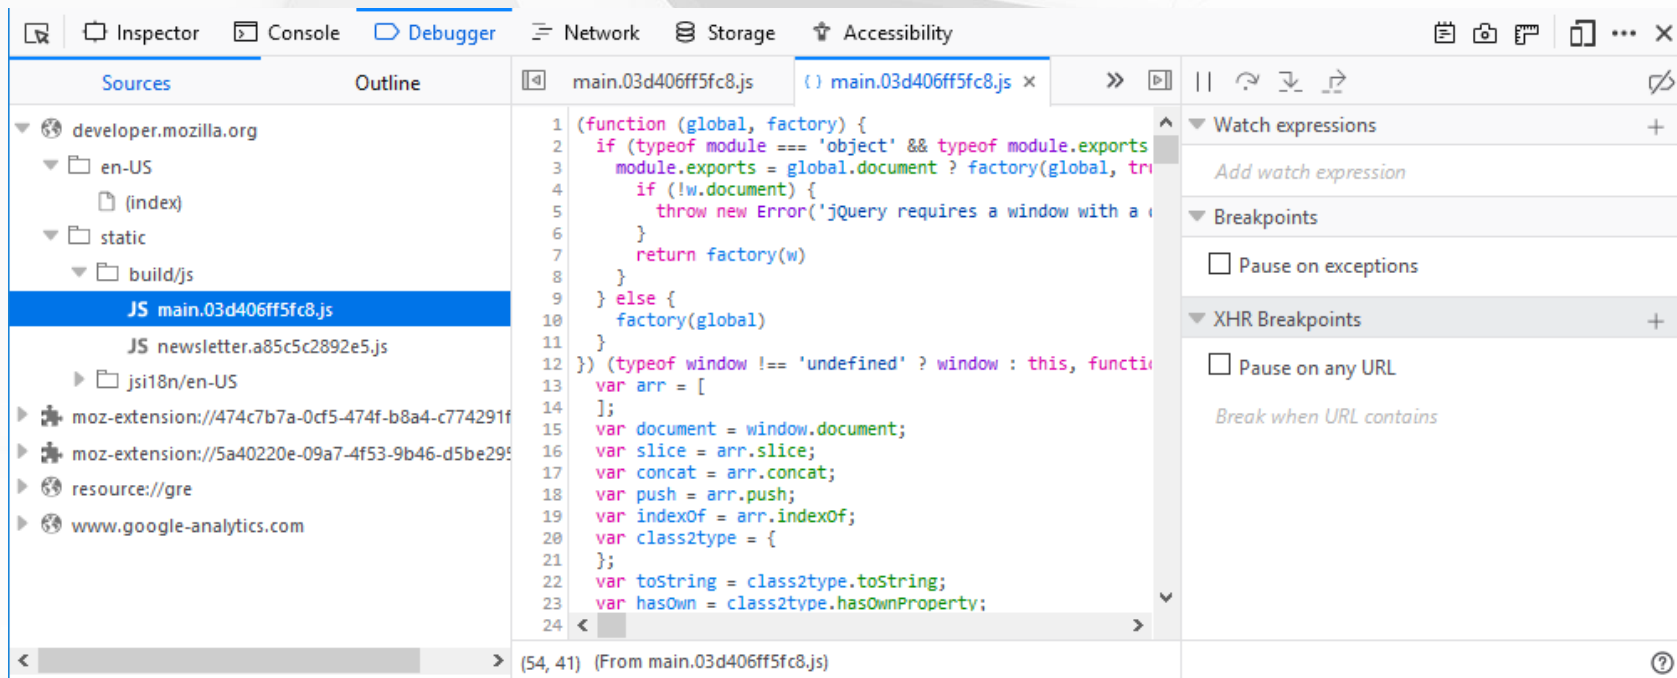 Inspector Console Debugger Network Storage Accessibility
Sources Outline
main.03d406ff5fc8.js main.03d406ff5fc8.js
developer.mozilla.org
en-US
(index)
static
build/js
JS main.03d406ff5fc8.js
JS newsletter.a85c5c2892e5.js
jsi18n/en-US
moz-extension://474c7b7a-0cf5-474f-b8a4-c774291f
moz-extension://5a40220e-09a7-4f53-9b46-d5be295
resource://gre
www.google-analytics.com
1 (function (global, factory) {
2 if (typeof module === 'object' && typeof module.exports
3 module.exports = global.document ? factory(global, tru
4 if (!w.document) {
5 throw new Error('jQuery requires a window with a d
6 }
7 return factory(w)
8 }
9 } else {
10 factory(global)
11 }
12 }) (typeof window !== 'undefined' ? window : this, functio
13 var arr = [
14 ];
15 var document = window.document;
16 var slice = arr.slice;
17 var concat = arr.concat;
18 var push = arr.push;
19 var indexOf = arr.indexOf;
20 var class2type = {
21 };
22 var toString = class2type.toString;
23 var hasOwn = class2type.hasOwnProperty;
24
(54, 41) (From main.03d406ff5fc8.js)
Watch expressions
Add watch expression
Breakpoints
Pause on exceptions
XHR Breakpoints
Pause on any URL
Break when URL contains